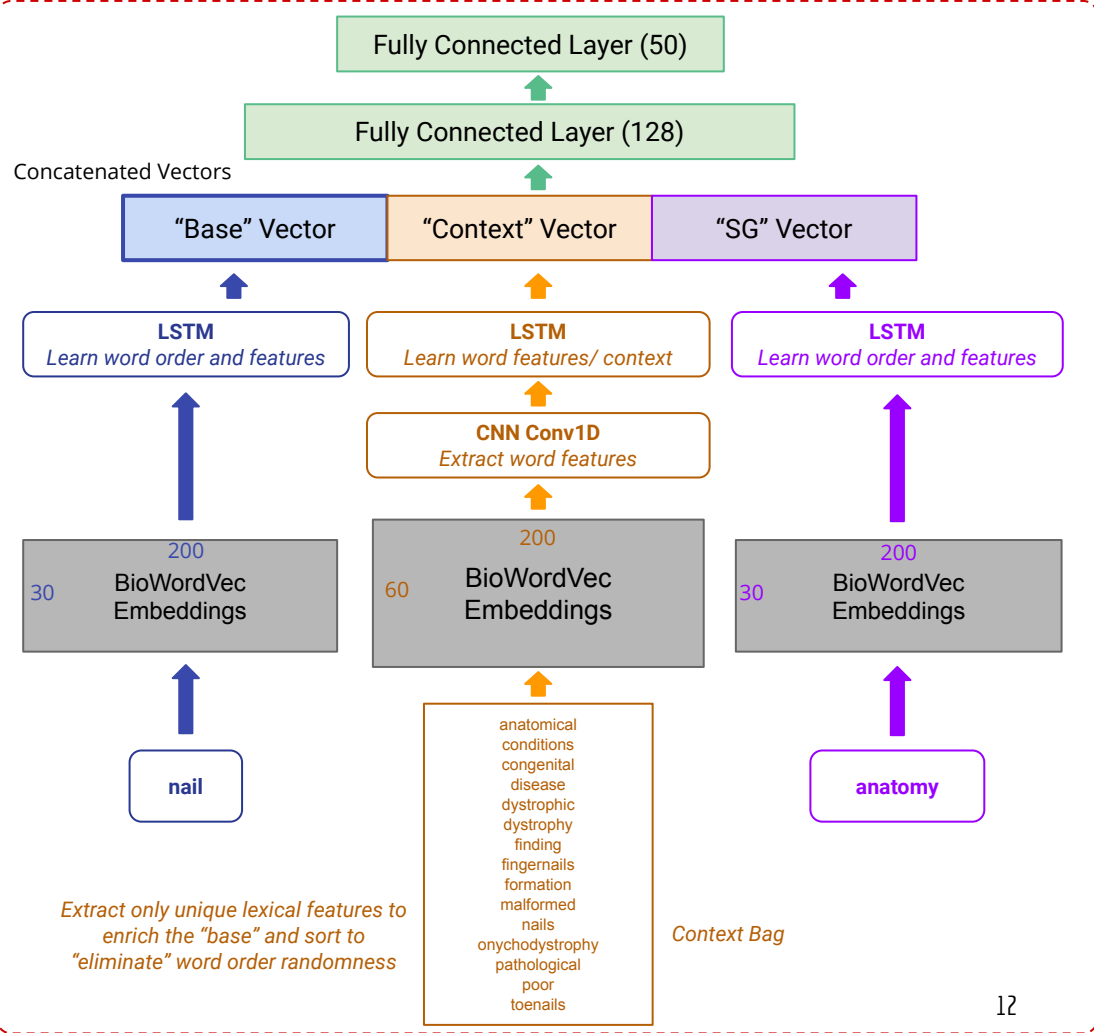 Fully Connected Layer (50)
Fully Connected Layer (128)
Concatenated Vectors
“Base” Vector
“Context” Vector
“SG” Vector
LSTM
Learn word order and features
LSTM
Learn word features/ context
LSTM
Learn word order and features
CNN Conv1D
Extract word features
200
30
BioWordVec
Embeddings
200
60
BioWordVec
Embeddings
200
30
BioWordVec
Embeddings
nail
anatomical
conditions
congenital
disease
dystrophic
dystrophy
finding
fingernails
formation
malformed
nails
onychodystrophy
pathological
poor
toenails
anatomy
Extract only unique lexical features to
enrich the “base” and sort to
“eliminate” word order randomness
Context Bag
12